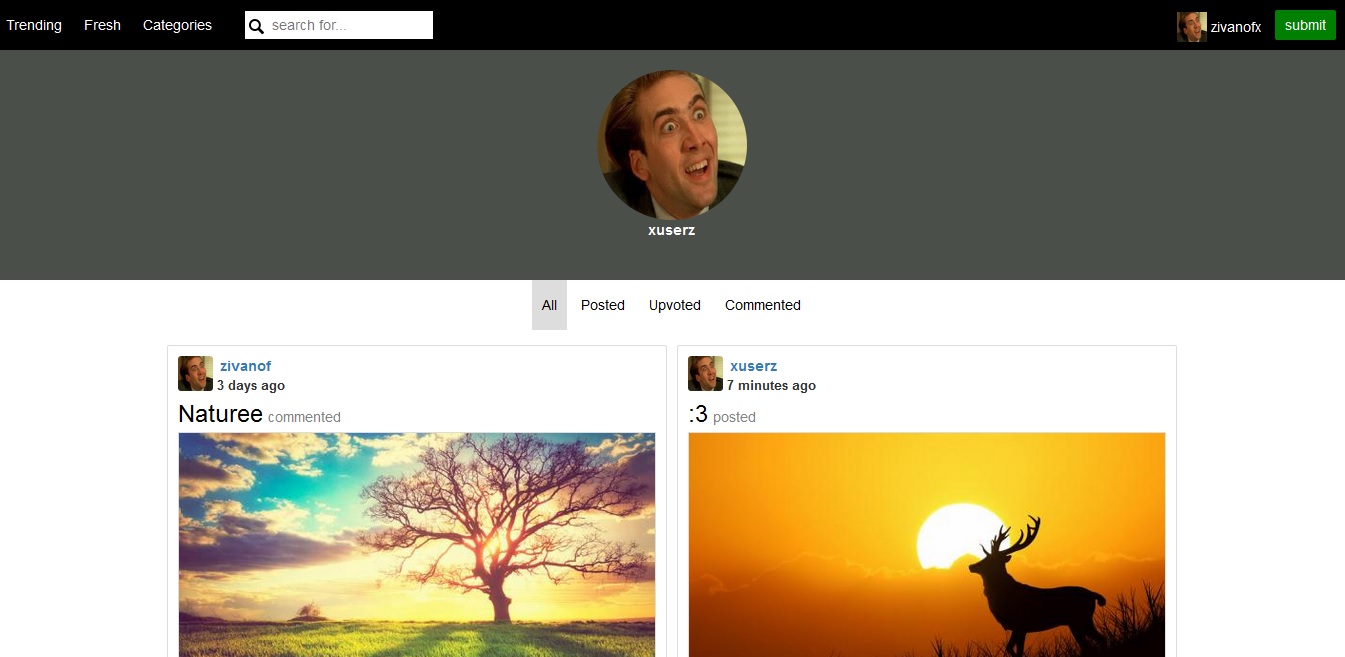 Trending Fresh Categories search for... zivanofx submit
xuserz
All Posted Upvoted Commented
zivanof
3 days ago
Naturee commented
xuserz
7 minutes ago
:3 posted